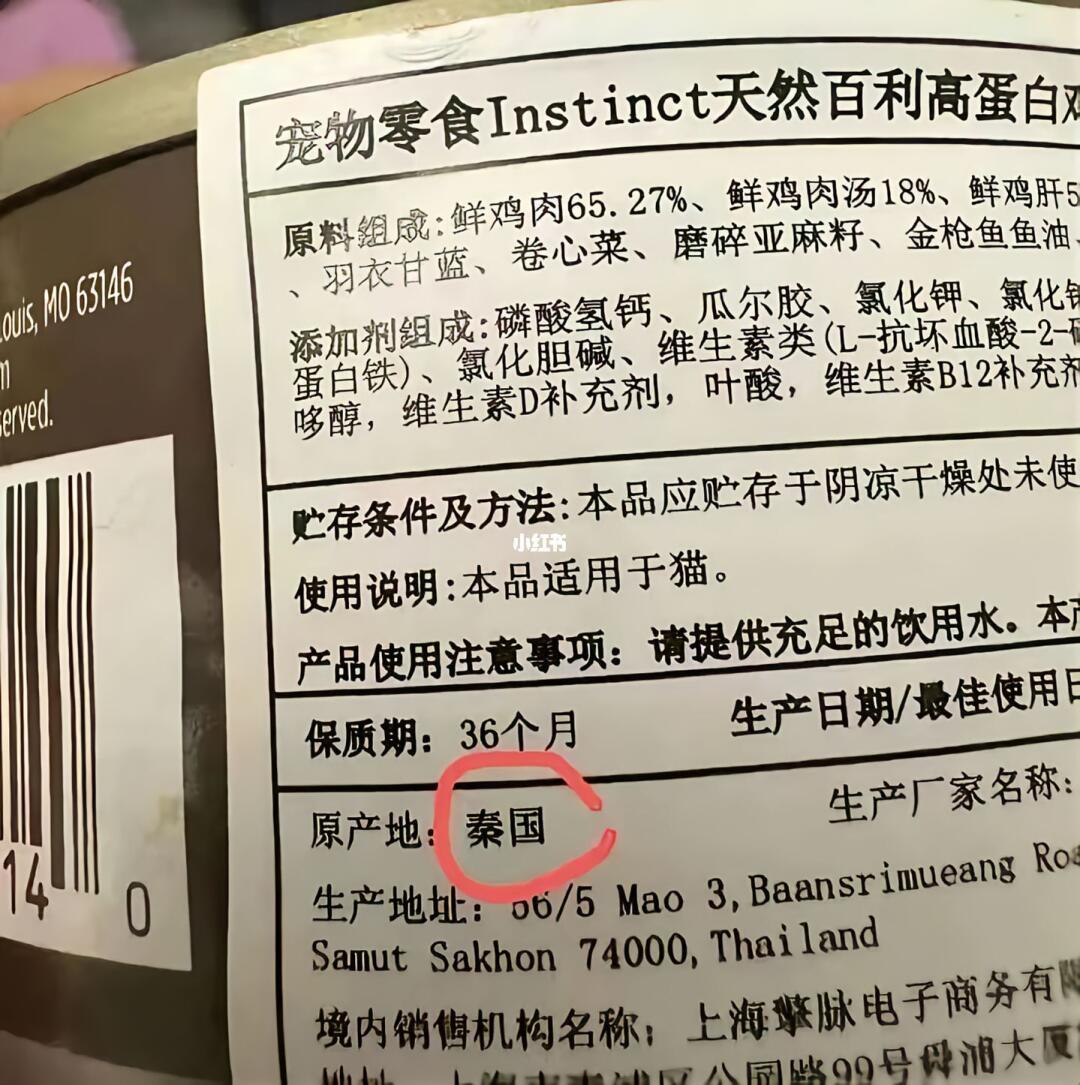 Louis, MO 63146
served.
14
0
宠物零食Instinct天然百利高蛋白
原料组成:鲜鸡肉65.27%、鲜鸡肉汤18%、鲜鸡肝5
、羽衣甘蓝、卷心菜、磨碎亚麻籽、金枪鱼鱼油、
添加剂组成:磷酸氢钙、瓜尔胶、氯化钾、氯化
蛋白铁)、氯化胆碱、维生素类(L-抗坏血酸-2-
哆醇, 维生素D补充剂, 叶酸, 维生素B12补充剂
贮存条件及方法:本品应贮存于阴凉干燥处未使
小红书
使用说明:本品适用于猫。
产品使用注意事项: 请提供充足的饮用水。本
保质期: 36个月 生产日期/最佳使用日
原产地: 秦国 生产厂家名称:
生产地址: 66/5 Mao 3,Baansrimueang Roa
Samut Sakhon 74000,Thailand
境内销售机构名称: 上海擎脉电子商务有限